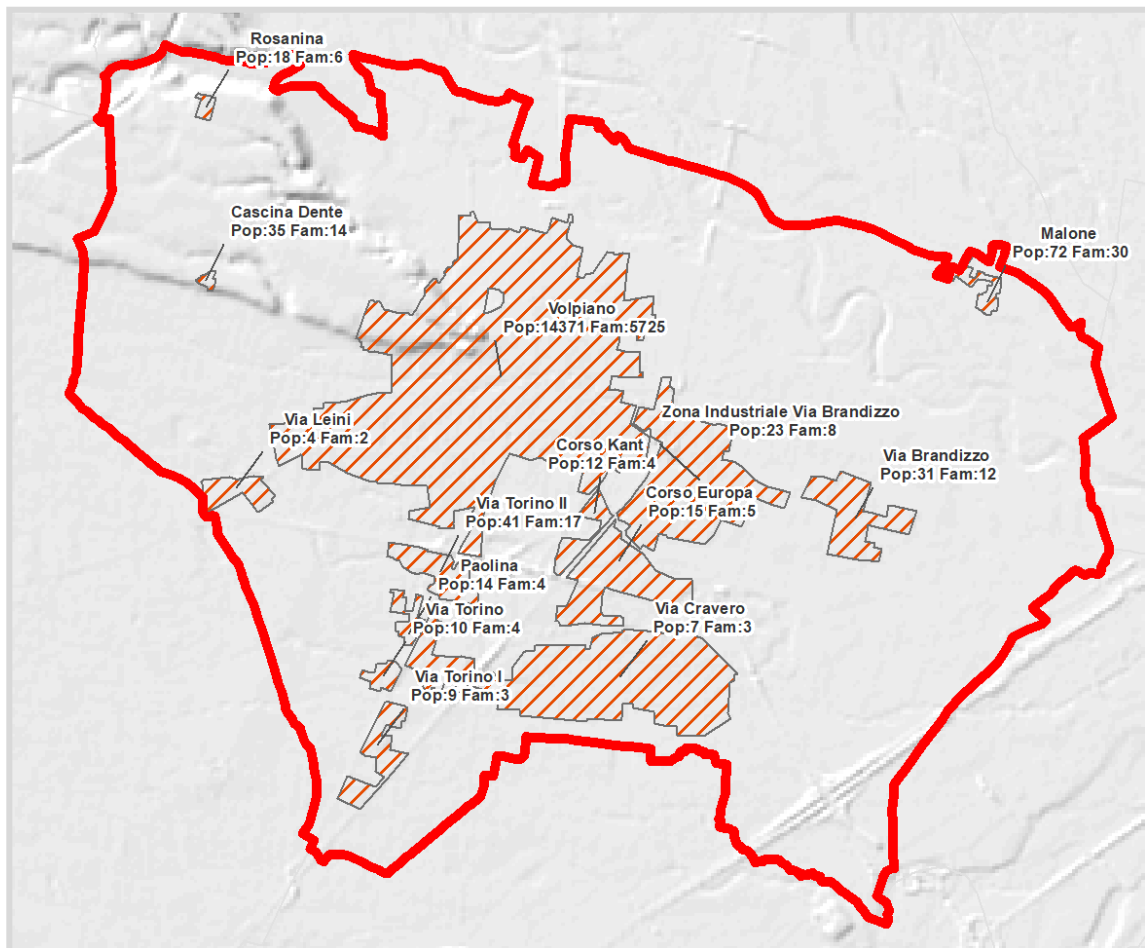 Rosanina
Pop:18 Fam:6
Cascina Dente
Pop:35 Fam:14
Malone
Pop:72 Fam:30
Volpiano
Pop:14371 Fam:5725
Via Leini
Pop:4 Fam:2
Zona Industriale Via Brandizzo
Pop:23 Fam:8
Corso Kant
Pop:12 Fam:4
Via Brandizzo
Pop:31 Fam:12
Corso Europa
Pop:15 Fam:5
Via Torino II
Pop:41 Fam:17
Paolina
Pop:14 Fam:4
Via Torino
Pop:10 Fam:4
Via Cravero
Pop:7 Fam:3
Via Torino I
Pop:9 Fam:3